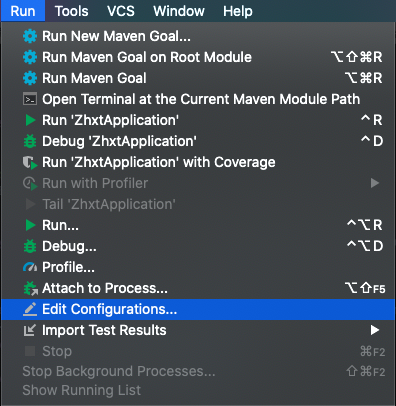 Run Tools VCS Window Help
Run New Maven Goal...
Run Maven Goal on Root Module ⌥⇧⌘R
Run Maven Goal ⌥⌘R
Open Terminal at the Current Maven Module Path
Run 'ZhxtApplication' ^R
Debug 'ZhxtApplication' ^D
Run 'ZhxtApplication' with Coverage
Run with Profiler
Tail 'ZhxtApplication'
Run... ^⌥R
Debug... ^⌥D
Profile...
Attach to Process... ⌥⇧F5
Edit Configurations...
Import Test Results
Stop ⌘F2
Stop Background Processes... ⇧⌘F2
Show Running List